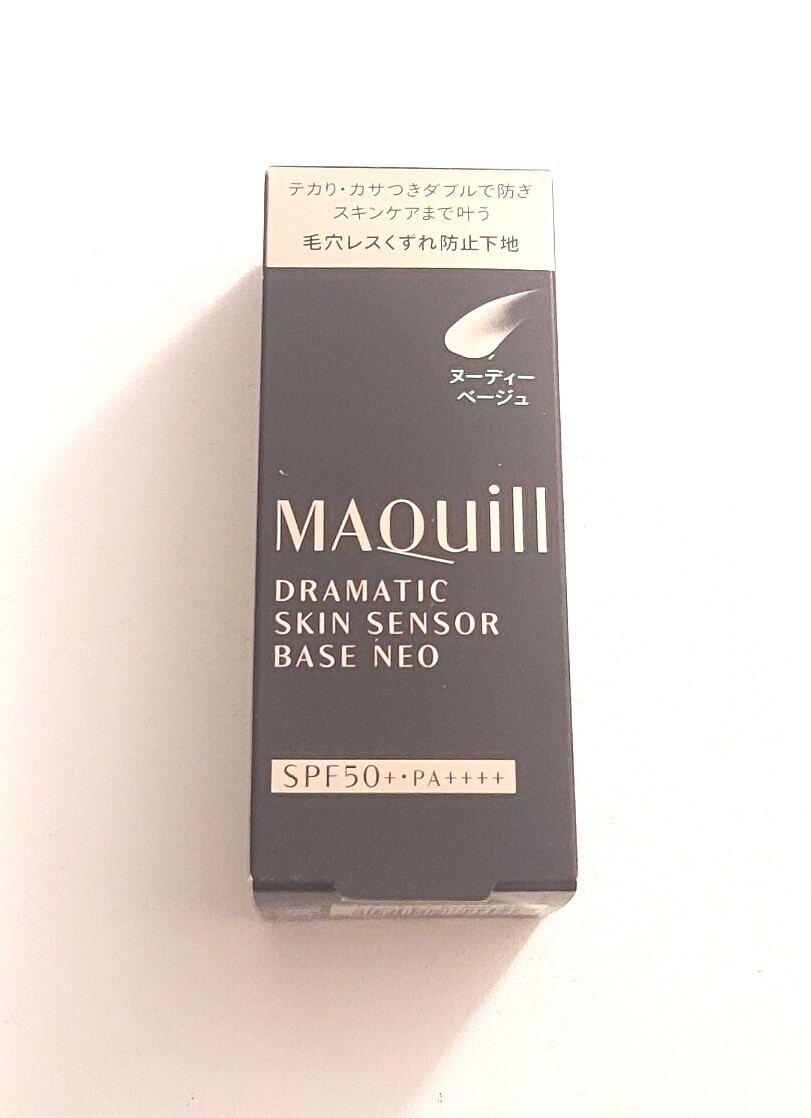 テカり・カサつきダブルで防ぎ
スキンケアまで叶う
毛穴レスくずれ防止下地
ヌーディー
ベージュ
MAQuill
DRAMATIC
SKIN SENSOR
BASE NEO
SPF50+・PA++++